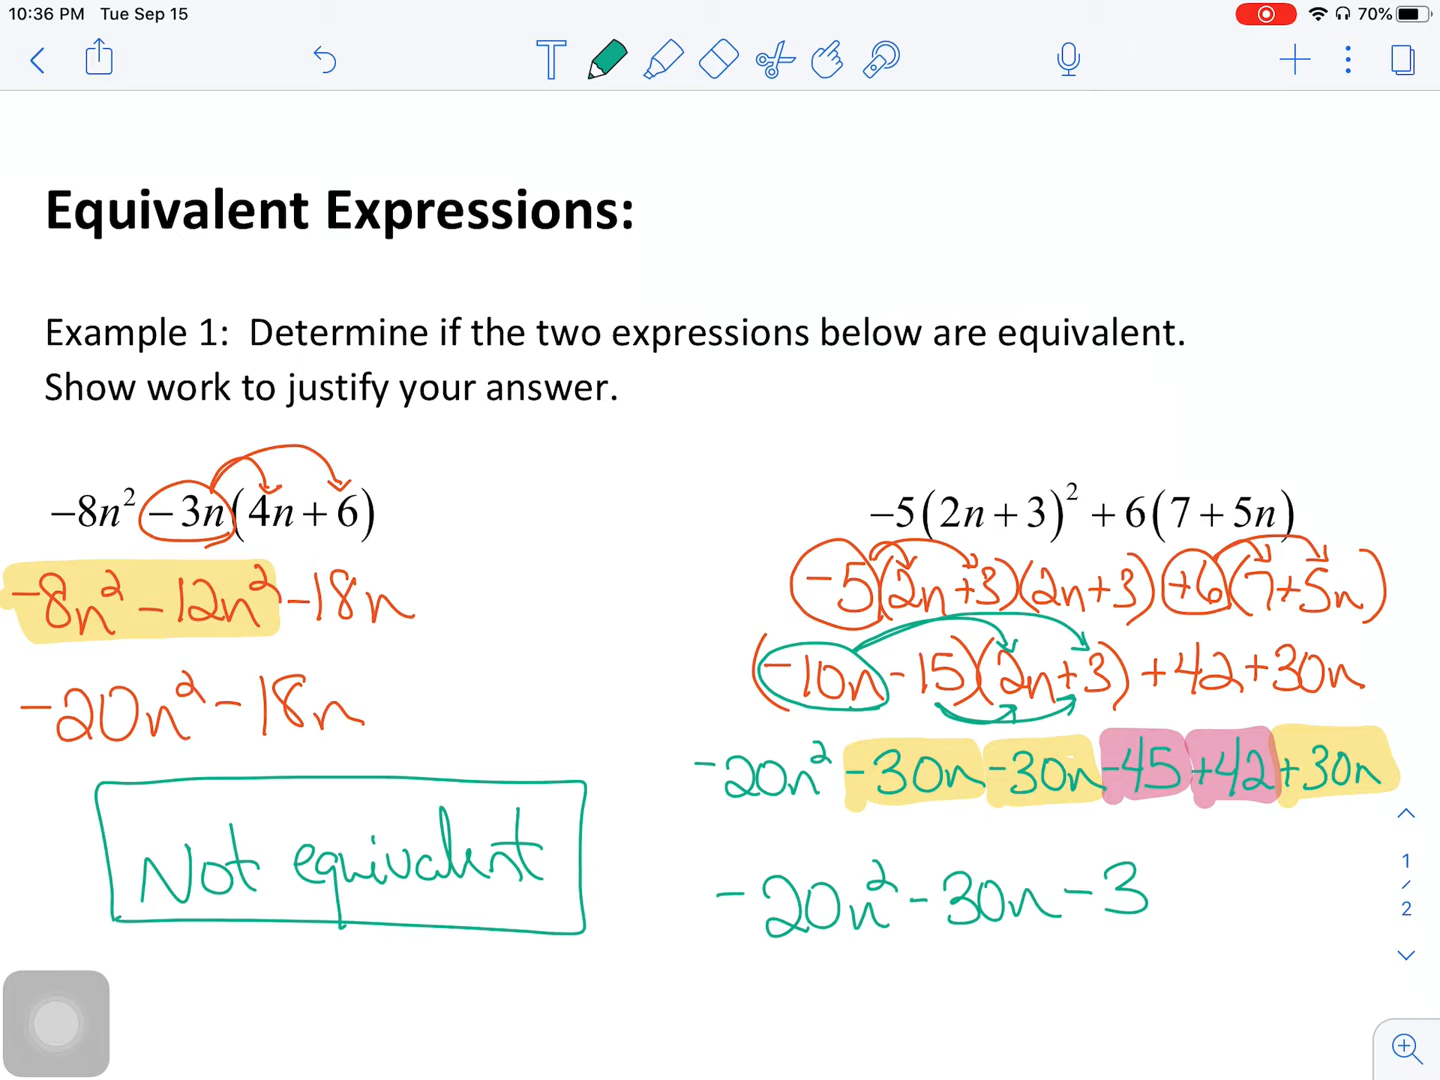 10:36 PM Tue Sep 15 70%
T
Equivalent Expressions:
Example 1: Determine if the two expressions below are equivalent.
Show work to justify your answer.
−8n² − 3n(4n + 6)
-8n² - 12n² - 18n
-20n² - 18n
Not equivalent
−5(2n + 3)² + 6(7 + 5n)
-5(2n+3)(2n+3)+6(7+5n)
(-10n-15)(2n+3)+42+30n
-20n² -30n -30n -45 +42 +30n
-20n² - 30n - 3
1
/
2